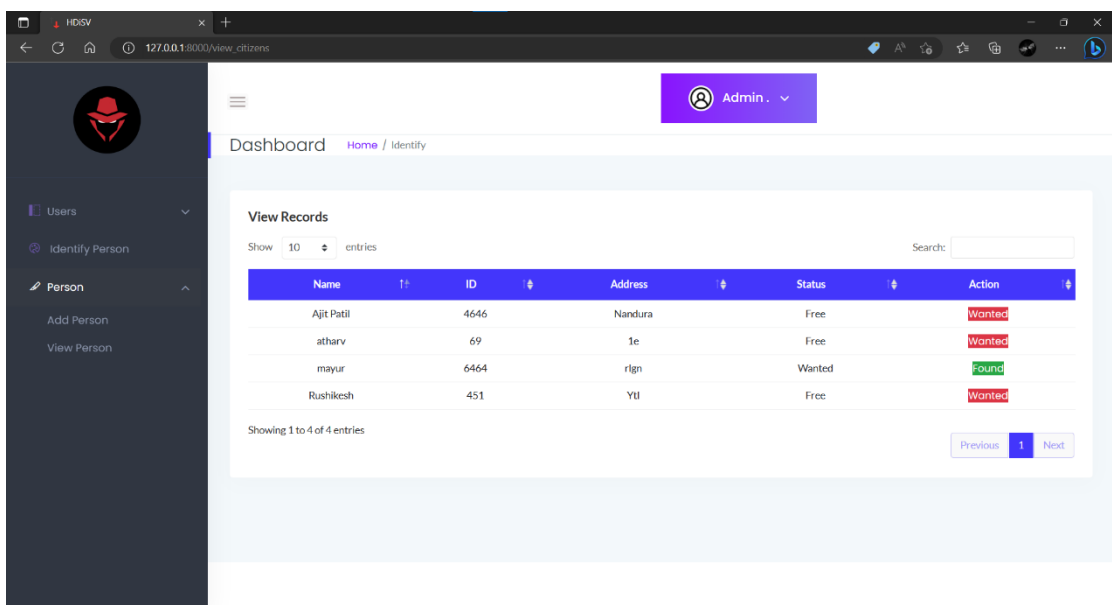 HDiSV
127.0.0.1:8000/view_citizens
Admin .
Dashboard Home / Identify
Users
Identify Person
Person
Add Person
View Person
View Records
Show 10 entries Search:
Name ID Address Status Action
Ajit Patil 4646 Nandura Free Wanted
atharv 69 1e Free Wanted
mayur 6464 Wanted Found
Rushikesh 451 Ytl Free Wanted
Showing 1 to 4 of 4 entries
Previous 1 Next